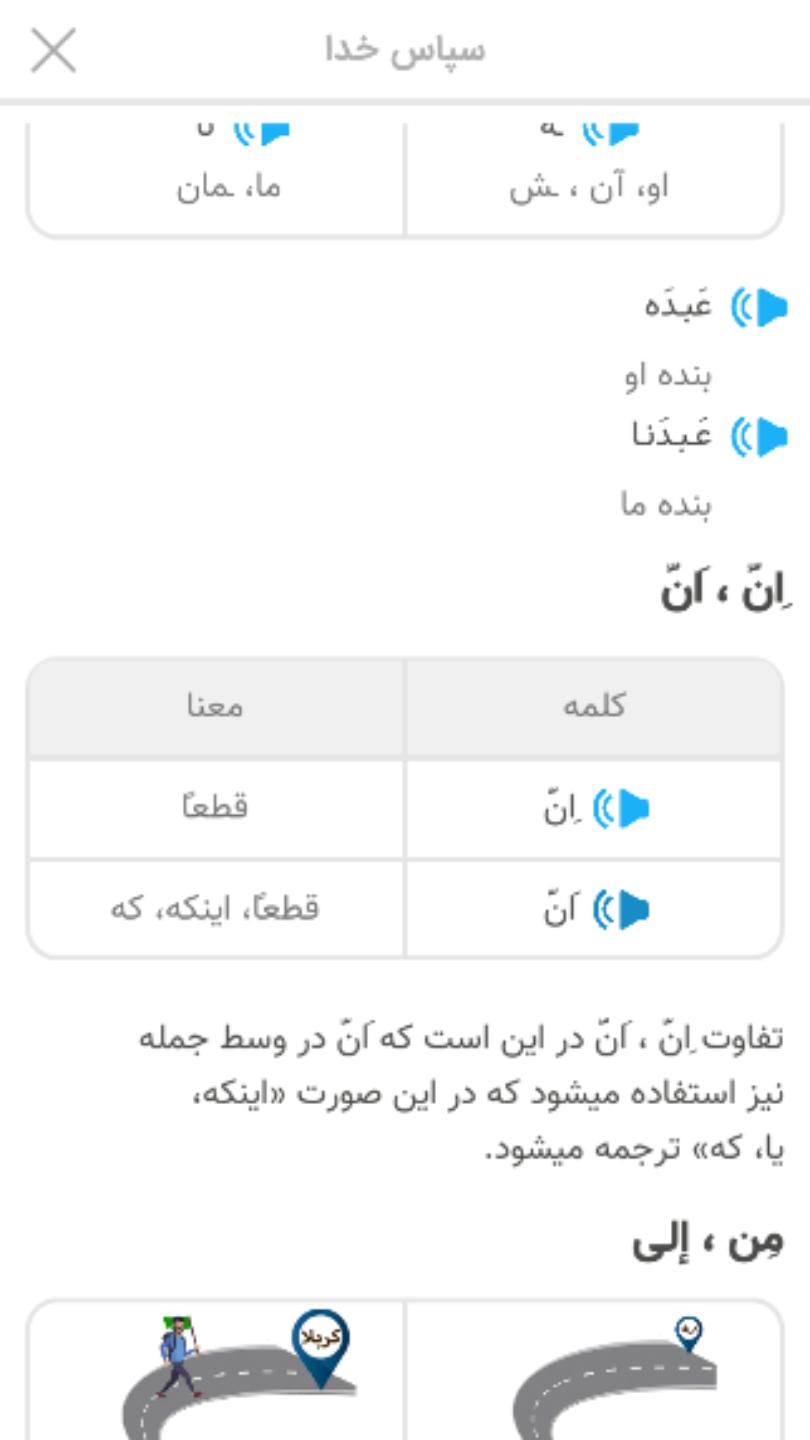 سپاس خدا
او، آن ، ـش
ما، ـمان
عَبدَه
بنده او
عَبدَنا
بنده ما
اِنّ ، اَنّ
کلمه
معنا
اِنّ
قطعاً
اَنّ
قطعاً، اینکه، که
تفاوت اِنّ ، اَنّ در این است که اَنّ در وسط جمله
نیز استفاده میشود که در این صورت «اینکه،
یا، که» ترجمه میشود.
مِن ، إلی
کربلا